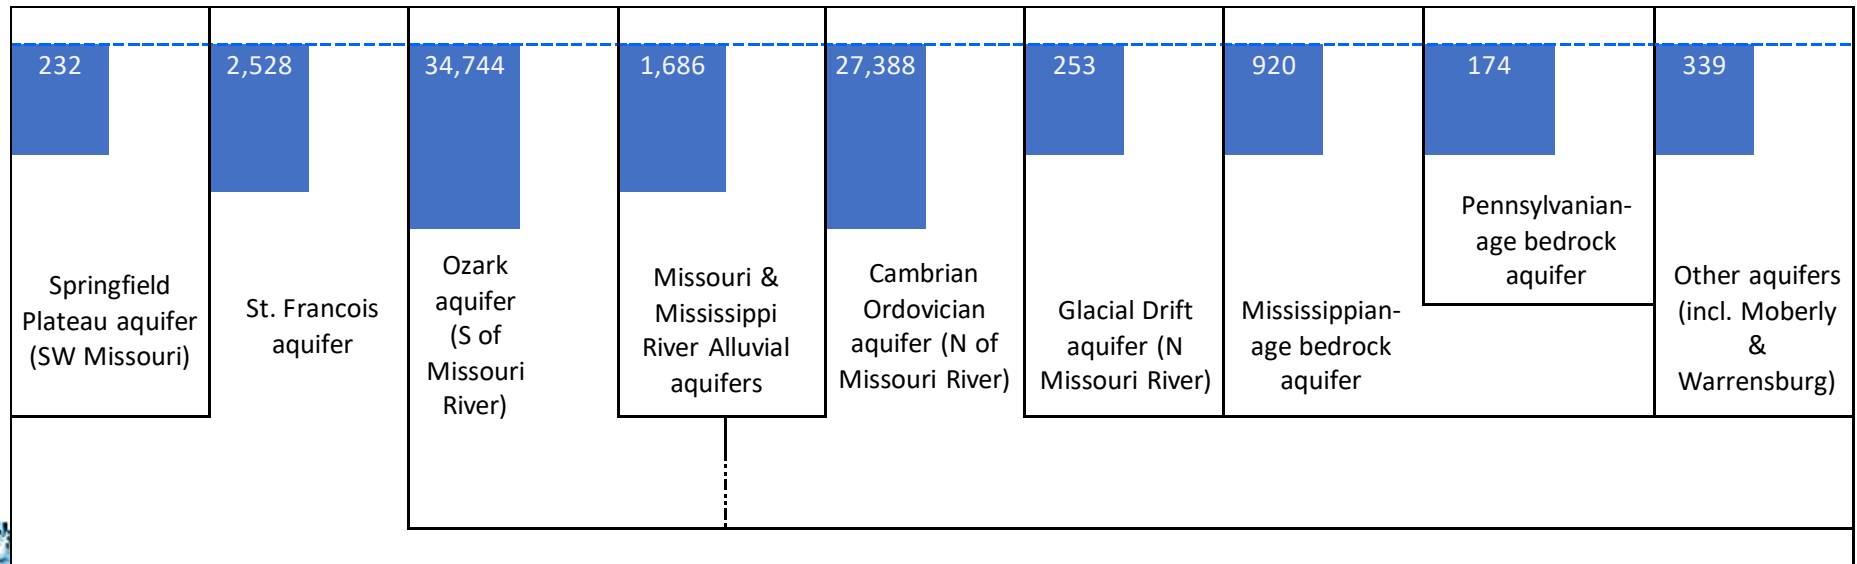 232
2,528
34,744
1,686
27,388
253
920
174
339
Springfield
Plateau aquifer
(SW Missouri)
St. Francois
aquifer
Ozark
aquifer
(S of
Missouri
River)
Missouri &
Mississippi
River Alluvial
aquifers
Cambrian
Ordovician
aquifer (N of
Missouri River)
Glacial Drift
aquifer (N
Missouri River)
Mississippian-
age bedrock
aquifer
Pennsylvanian-
age bedrock
aquifer
Other aquifers
(incl. Moberly
&
Warrensburg)